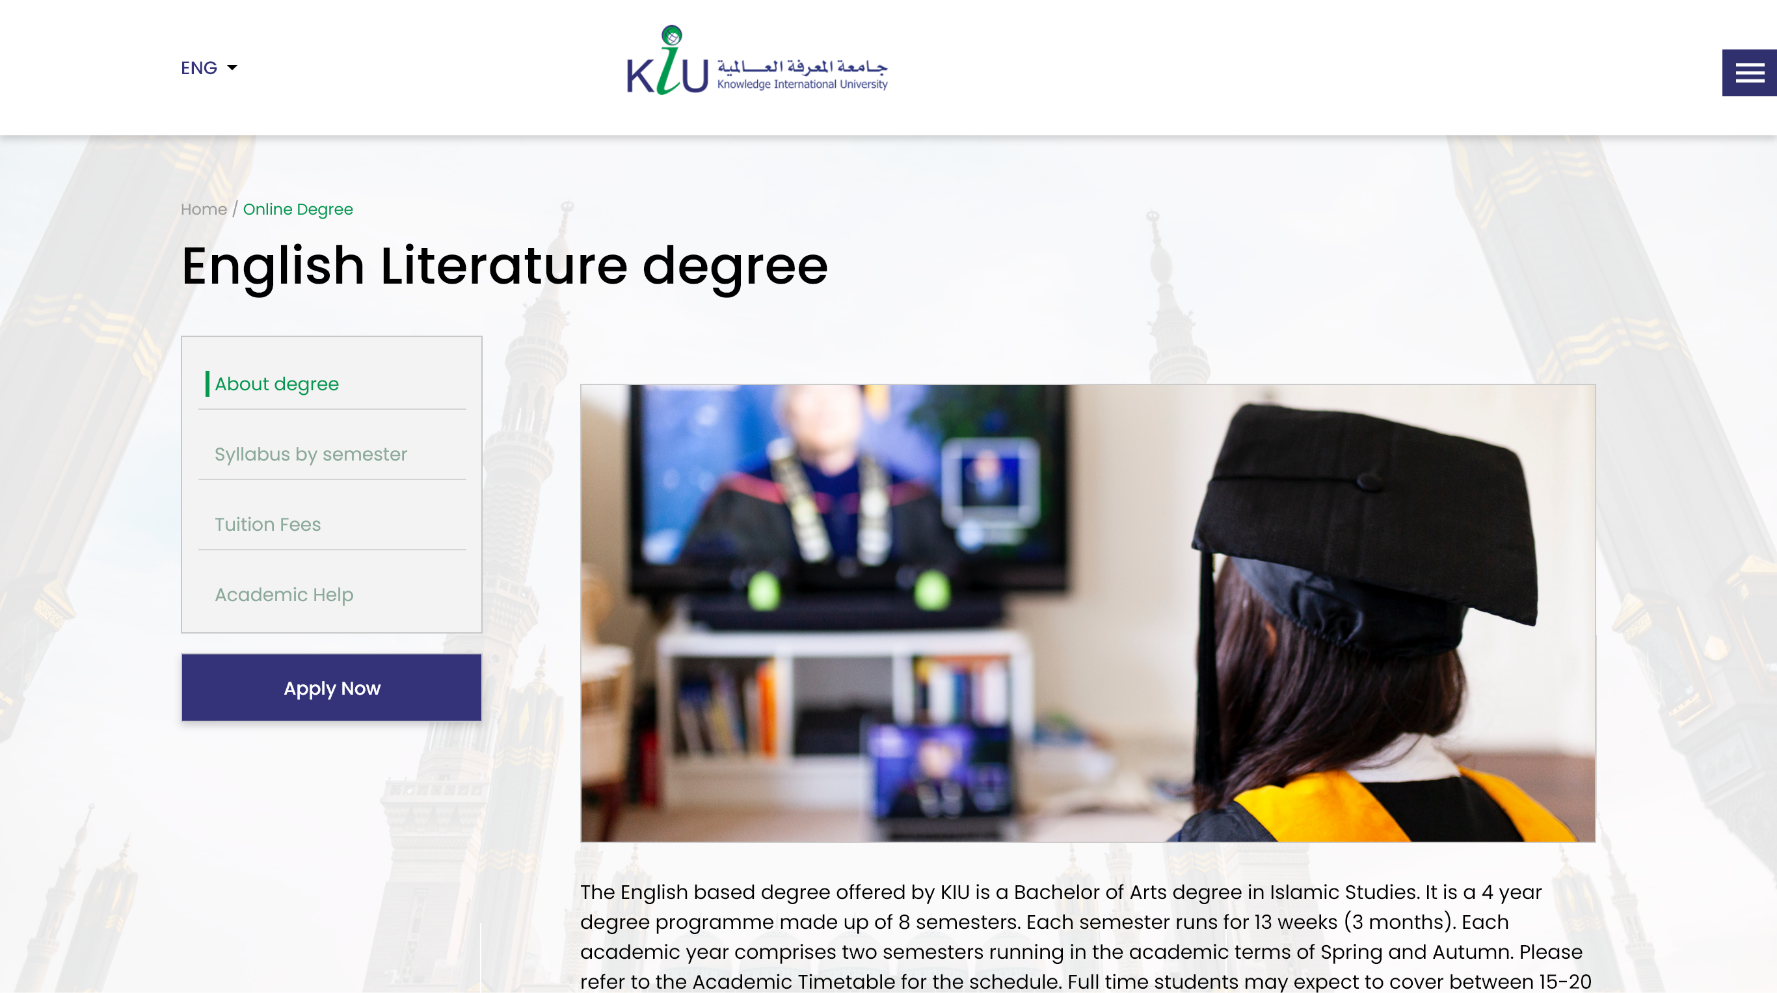 ENG
KiU
جامعة المعرفة العـــالمية
Knowledge International University
Home / Online Degree
English Literature degree
About degree
Syllabus by semester
Tuition Fees
Academic Help
Apply Now
The English based degree offered by KIU is a Bachelor of Arts degree in Islamic Studies. It is a 4 year
degree programme made up of 8 semesters. Each semester runs for 13 weeks (3 months). Each
academic year comprises two semesters running in the academic terms of Spring and Autumn. Please
refer to the Academic Timetable for the schedule. Full time students may expect to cover between 15-20